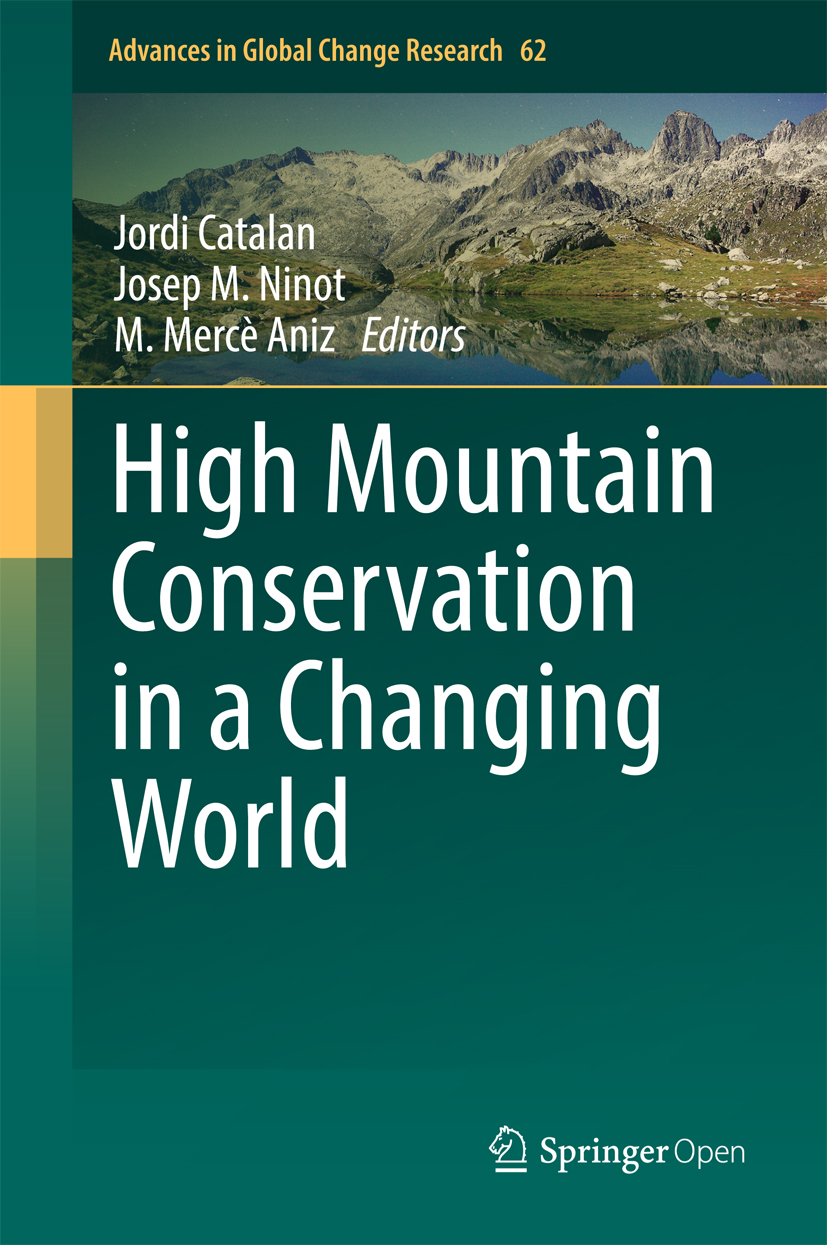 Advances in Global Change Research 62
Jordi Catalan
Josep M. Ninot
M. Mercè Aniz Editors
High Mountain
Conservation
in a Changing
World
Springer Open